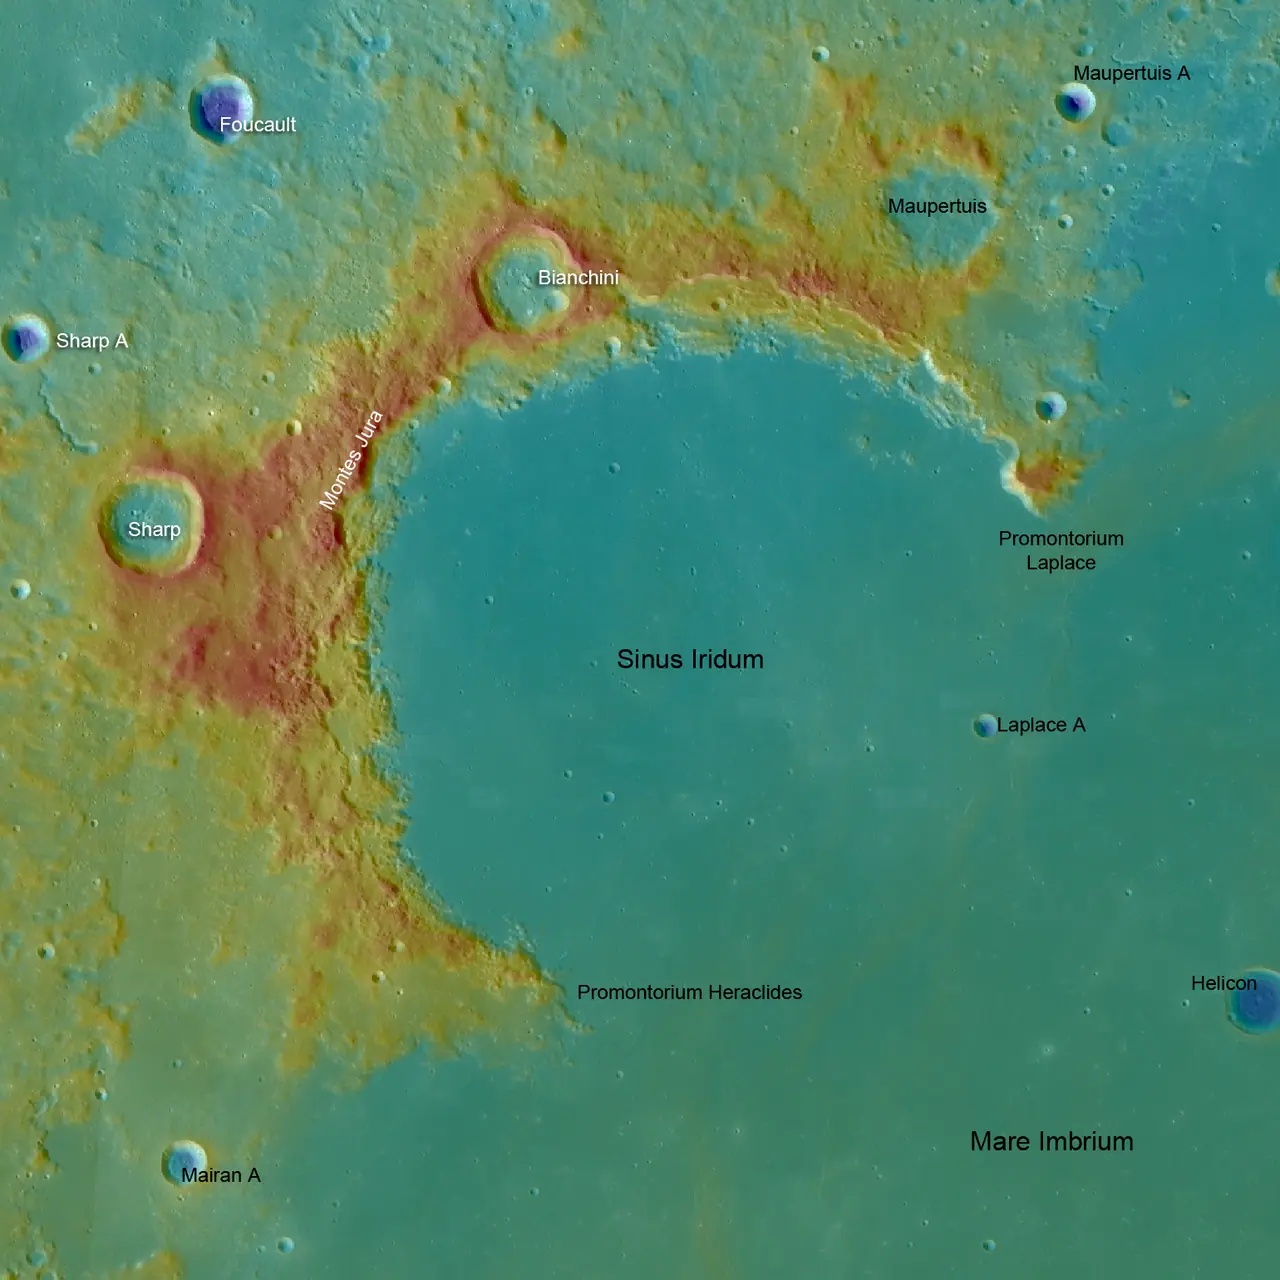 Maupertuis A
Foucault
Maupertuis
Bianchini
Sharp A
Montes Jura
Sharp
Promontorium
Laplace
Sinus Iridum
Laplace A
Helicon
Promontorium Heraclides
Mare Imbrium
Mairan A